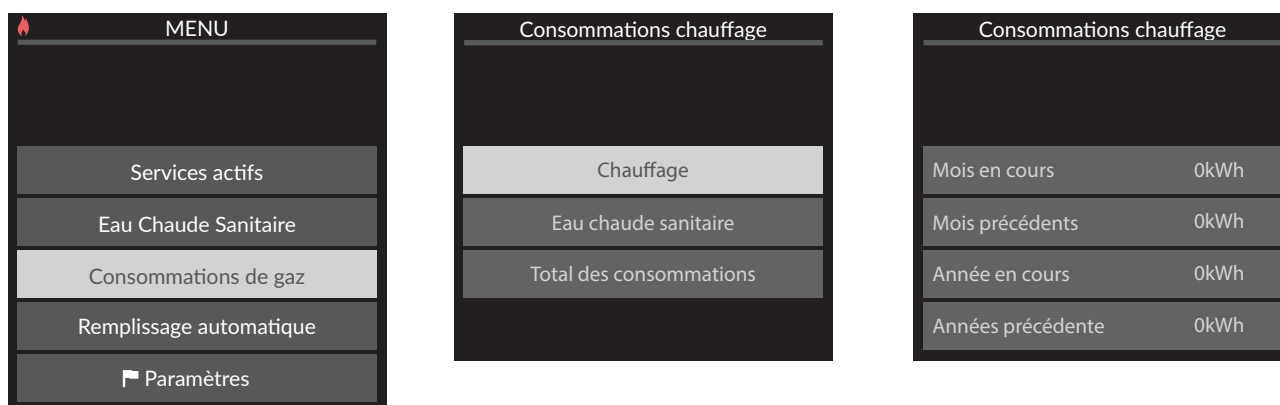 MENU
Services actifs
Eau Chaude Sanitaire
Consommations de gaz
Remplissage automatique
Paramètres
Consommations chauffage
Chauffage
Eau chaude sanitaire
Total des consommations
Consommations chauffage
Mois en cours 0kWh
Mois précédents 0kWh
Année en cours 0kWh
Années précédente 0kWh